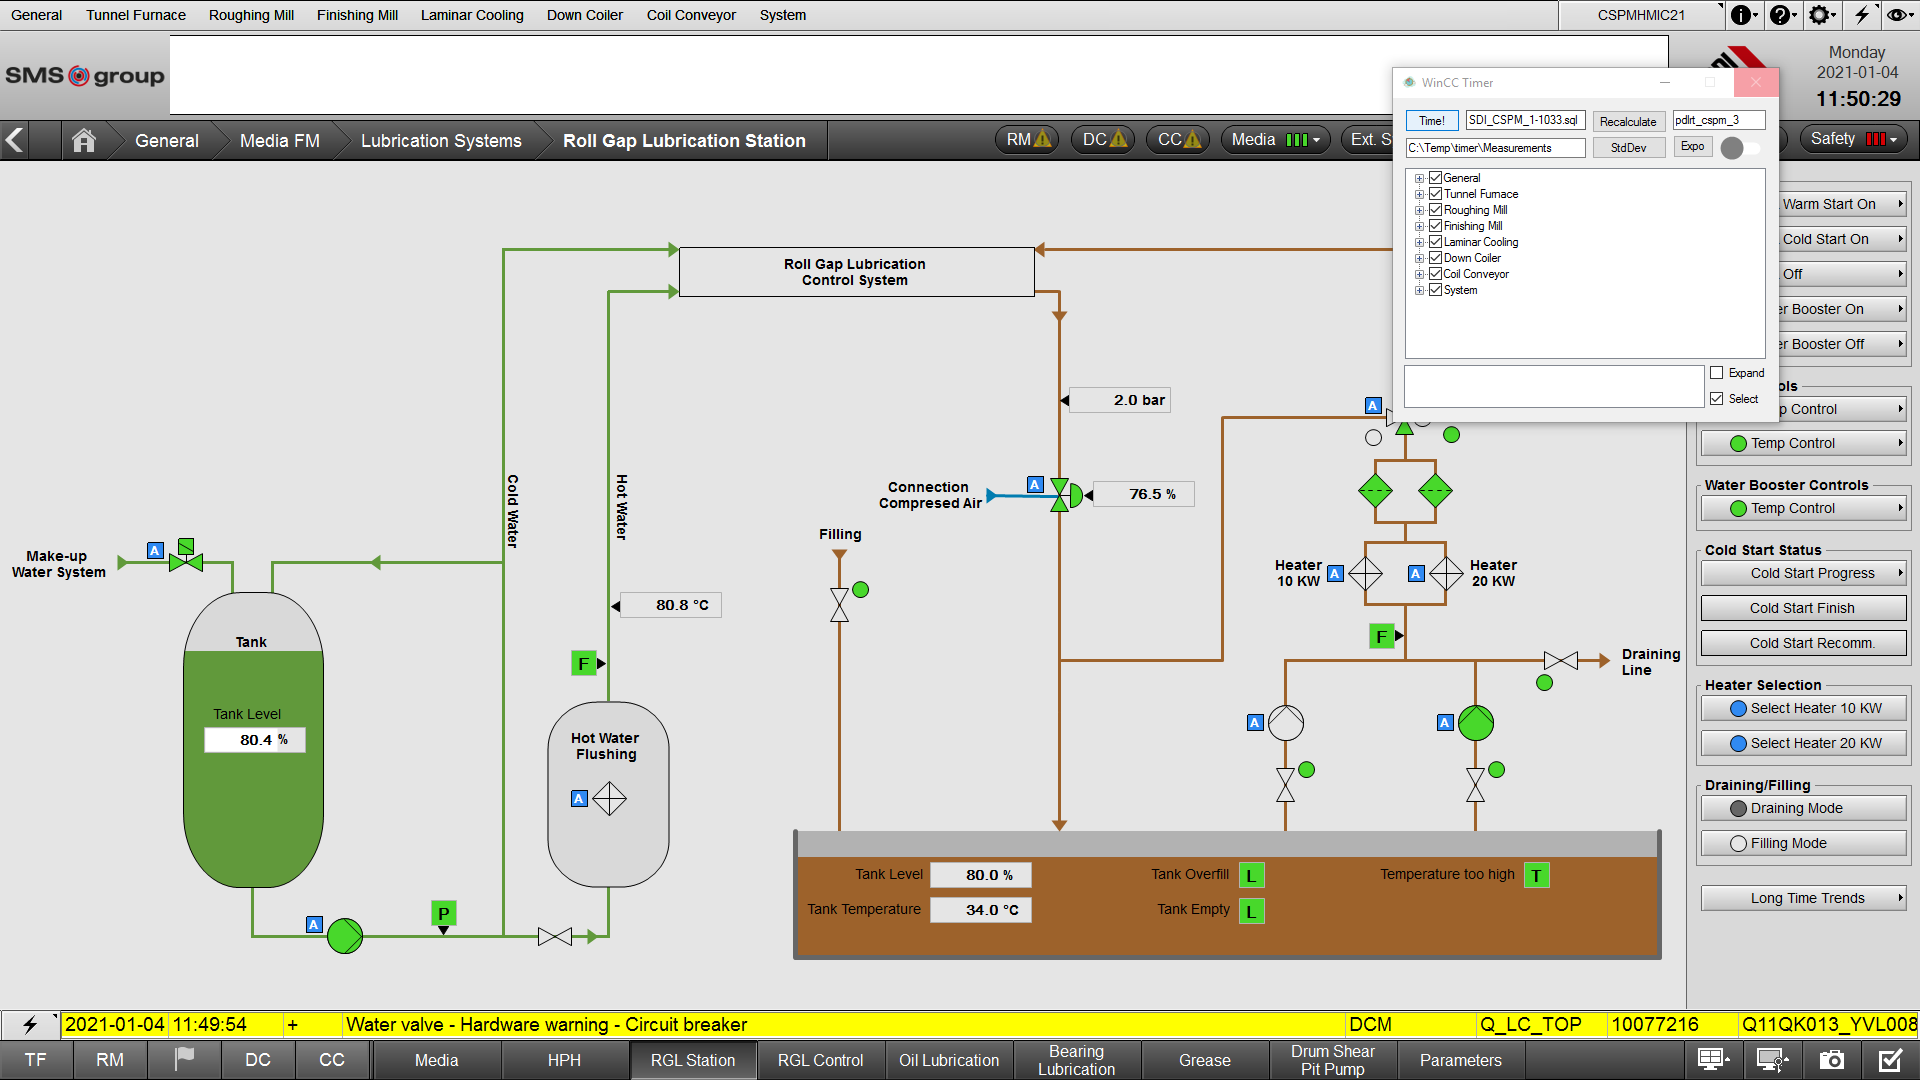 General Tunnel Furnace Roughing Mill Finishing Mill Laminar Cooling Down Coiler Coil Conveyor System CSPMHMIC21
SMS group
Monday
2021-01-04
11:50:29
General Media FM Lubrication Systems Roll Gap Lubrication Station RM DC CC Media Ext. S Safety
WinCC Timer
Time! SDI_CSPM_1-1033.sql Recalculate pdlrt_cspm_3
C:\Temp\timer\Measurements StdDev Expo
General
Tunnel Furnace
Roughing Mill
Finishing Mill
Laminar Cooling
Down Coiler
Coil Conveyor
System
Expand
Select
Warm Start On
Cold Start On
Off
er Booster On
er Booster Off
ols
p Control
Temp Control
Water Booster Controls
Temp Control
Cold Start Status
Cold Start Progress
Cold Start Finish
Cold Start Recomm.
Heater Selection
Select Heater 10 KW
Select Heater 20 KW
Draining/Filling
Draining Mode
Filling Mode
Long Time Trends
Roll Gap Lubrication
Control System
2.0 bar
A
Cold Water
Hot Water
Connection
Compresed Air
A
76.5 %
Filling
Make-up
Water System
A
Heater
10 KW
A
A
Heater
20 KW
80.8 °C
F
F
Tank
Draining
Line
Tank Level
80.4 %
Hot Water
Flushing
A
A
A
A
P
Tank Level 80.0 %
Tank Overfill L
Temperature too high T
Tank Temperature 34.0 °C
Tank Empty L
2021-01-04 11:49:54 + Water valve - Hardware warning - Circuit breaker DCM Q_LC_TOP 10077216 Q11QK013_YVL008
TF RM DC CC Media HPH RGL Station RGL Control Oil Lubrication Bearing Lubrication Grease Drum Shear Pit Pump Parameters